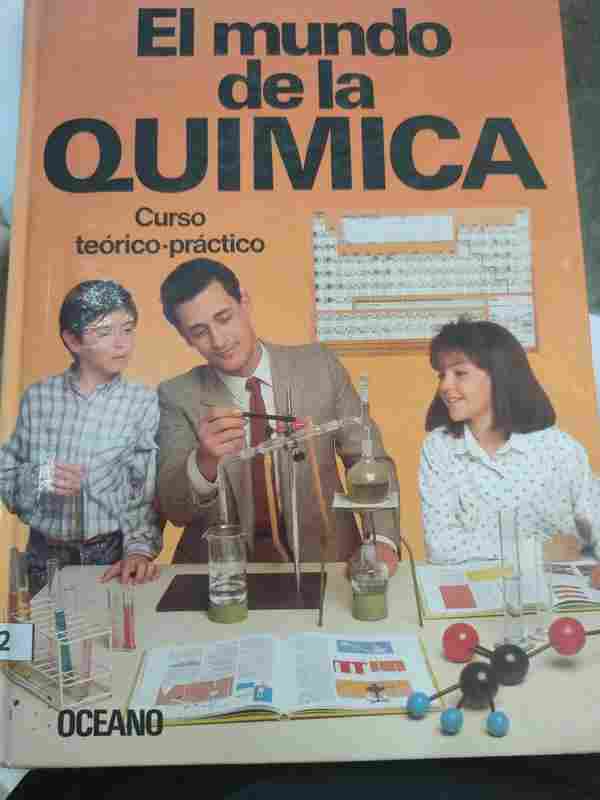 El mundo
de la
QUIMICA
Curso
teórico-práctico
2
OCEANO